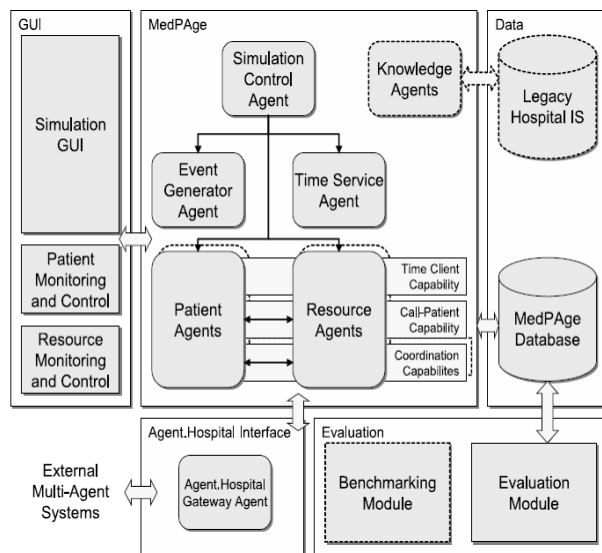 GUI
Simulation
GUI
Patient
Monitoring
and Control
Resource
Monitoring
and Control
MedPAge
Simulation
Control
Agent
Knowledge
Agents
Event
Generator
Agent
Time Service
Agent
Patient
Agents
Resource
Agents
Time Client
Capability
Call-Patient
Capability
Coordination
Capabilites
Data
Legacy
Hospital IS
MedPAge
Database
External
Multi-Agent
Systems
Agent.Hospital Interface
Agent.Hospital
Gateway Agent
Evaluation
Benchmarking
Module
Evaluation
Module